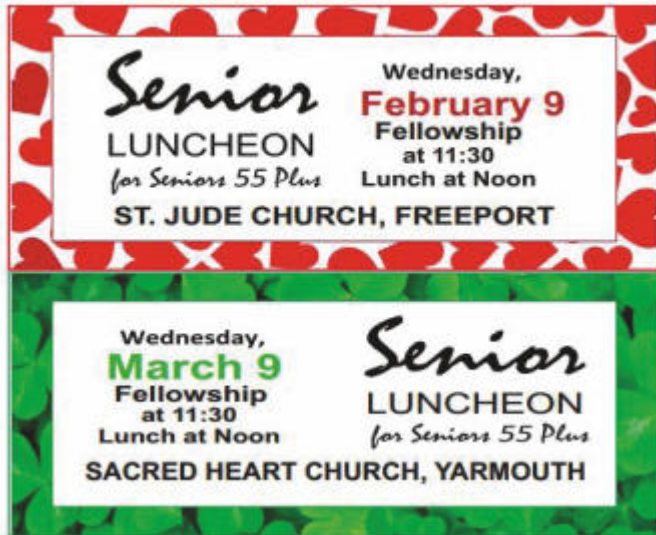 Senior
LUNCHEON
for Seniors 55 Plus
Wednesday,
February 9
Fellowship
at 11:30
Lunch at Noon
ST. JUDE CHURCH, FREEPORT
Wednesday,
March 9
Fellowship
at 11:30
Lunch at Noon
Senior
LUNCHEON
for Seniors 55 Plus
SACRED HEART CHURCH, YARMOUTH